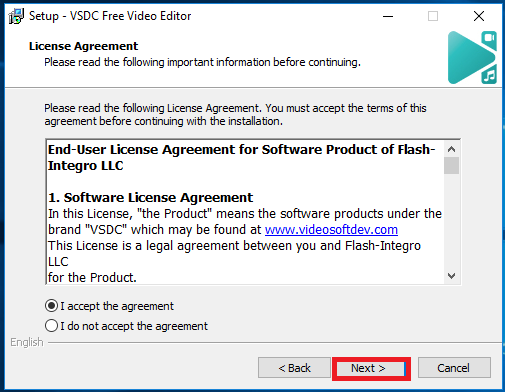 Setup - VSDC Free Video Editor
License Agreement
Please read the following important information before continuing.
Please read the following License Agreement. You must accept the terms of this
agreement before continuing with the installation.
End-User License Agreement for Software Product of Flash-
Integro LLC
1. Software License Agreement
In this License, "the Product" means the software products under the
brand "VSDC" which may be found at www.videosoftdev.com
This License is a legal agreement between you and Flash-Integro
LLC
for the Product.
I accept the agreement
I do not accept the agreement
English
< Back
Next >
Cancel